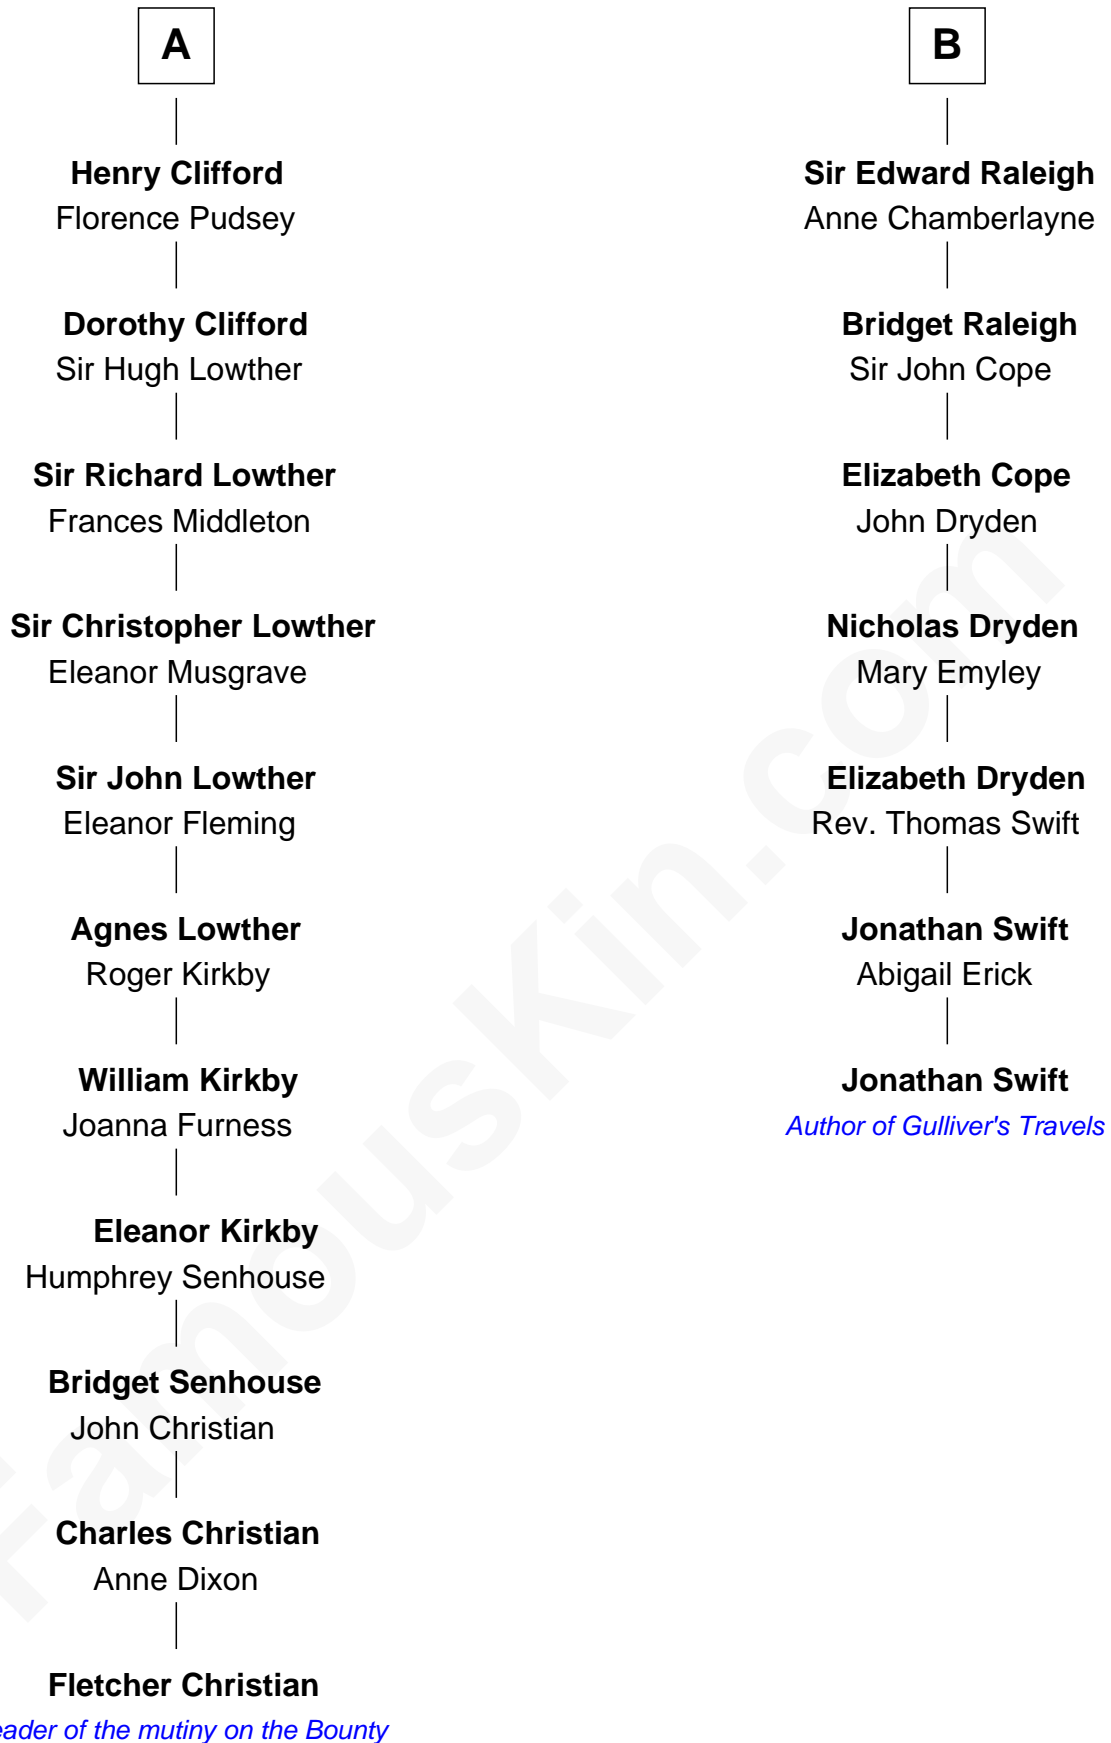 A
Henry Clifford
Florence Pudsey
Dorothy Clifford
Sir Hugh Lowther
Sir Richard Lowther
Frances Middleton
Sir Christopher Lowther
Eleanor Musgrave
Sir John Lowther
Eleanor Fleming
Agnes Lowther
Roger Kirkby
William Kirkby
Joanna Furness
Eleanor Kirkby
Humphrey Senhouse
Bridget Senhouse
John Christian
Charles Christian
Anne Dixon
Fletcher Christian
eader of the mutiny on the Bounty
B
Sir Edward Raleigh
Anne Chamberlayne
Bridget Raleigh
Sir John Cope
Elizabeth Cope
John Dryden
Nicholas Dryden
Mary Emyley
Elizabeth Dryden
Rev. Thomas Swift
Jonathan Swift
Abigail Erick
Jonathan Swift
Author of Gulliver's Travels
FamousKin.com